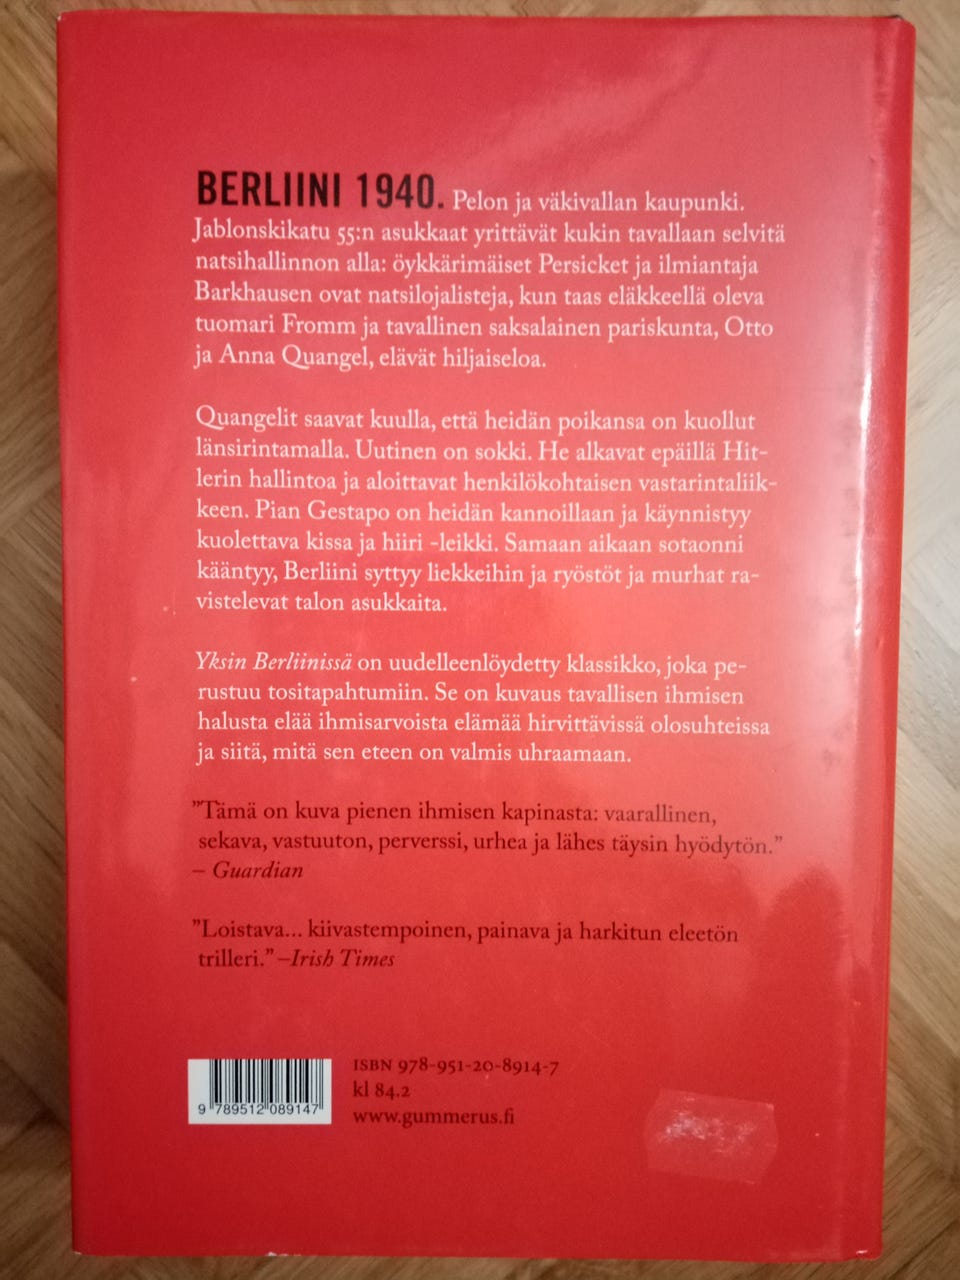 BERLIINI 1940. Pelon ja väkivallan kaupunki.
Jablonskikatu 55:n asukkaat yrittävät kukin tavallaan selvitä
natsihallinnon alla: öykkärimäiset Persicket ja ilmiantaja
Barkhausen ovat natsilojalisteja, kun taas eläkkeellä oleva
tuomari Fromm ja tavallinen saksalainen pariskunta, Otto
ja Anna Quangel, elävät hiljaiseloa.
Quangelit saavat kuulla, että heidän poikansa on kuollut
länsirintamalla. Uutinen on sokki. He alkavat epäillä Hit-
lerin hallintoa ja aloittavat henkilökohtaisen vastarintaliik-
keen. Pian Gestapo on heidän kannoillaan ja käynnistyy
kuolettava kissa ja hiiri -leikki. Samaan aikaan sotaonni
kääntyy, Berliini syttyy liekkeihin ja ryöstöt ja murhat ra-
vistelevat talon asukkaita.
Yksin Berliinissä on uudelleenlöydetty klassikko, joka pe-
rustuu tositapahtumiin. Se on kuvaus tavallisen ihmisen
halusta elää ihmisarvoista elämää hirvittävissä olosuhteissa
ja siitä, mitä sen eteen on valmis uhraamaan.
”Tämä on kuva pienen ihmisen kapinasta: vaarallinen,
sekava, vastuuton, perverssi, urhea ja lähes täysin hyödytön.”
– Guardian
”Loistava... kiivastempoinen, painava ja harkitun eleetön
trilleri.” –Irish Times
ISBN 978-951-20-8914-7
kl 84.2
www.gummerus.fi
9 789512 089147